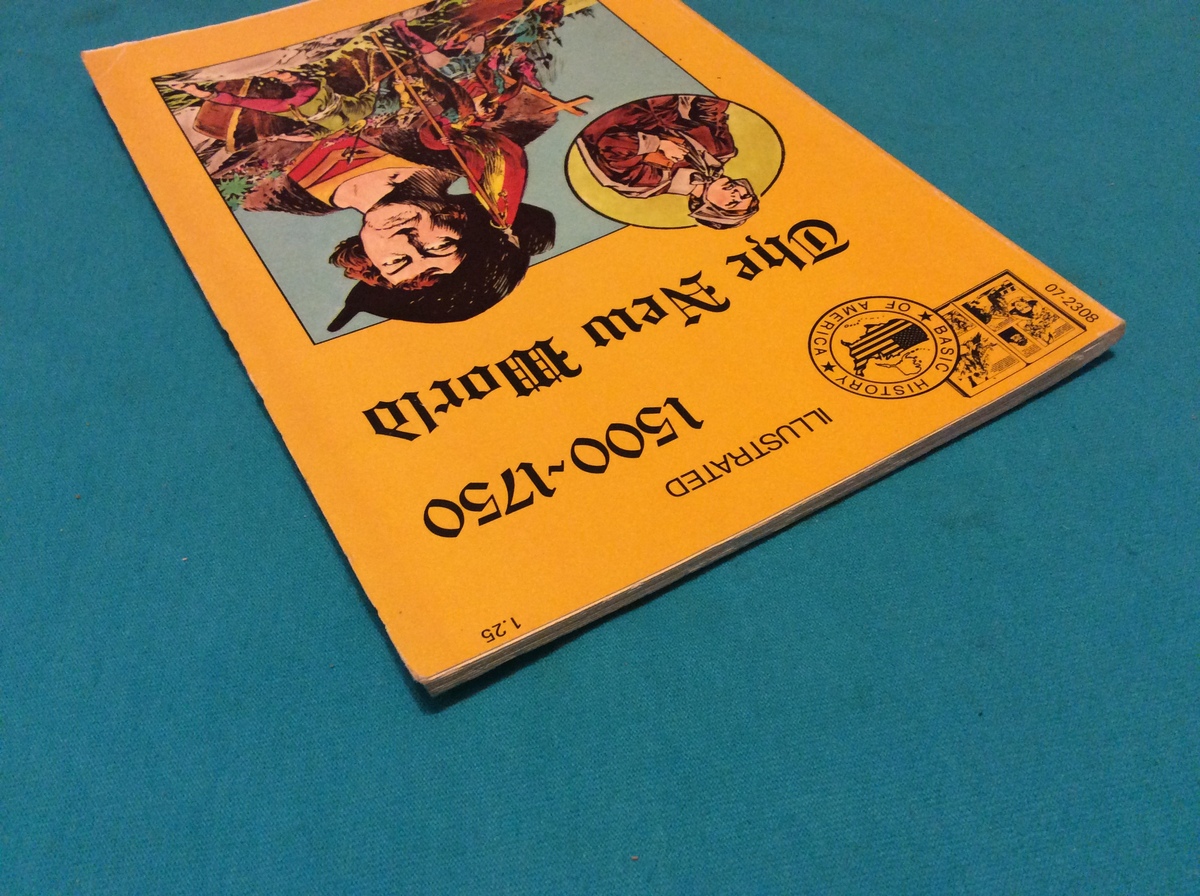 1.25
ILLUSTRATED
07-2308
BASIC HISTORY
OF AMERICA
1500~1750
The New World